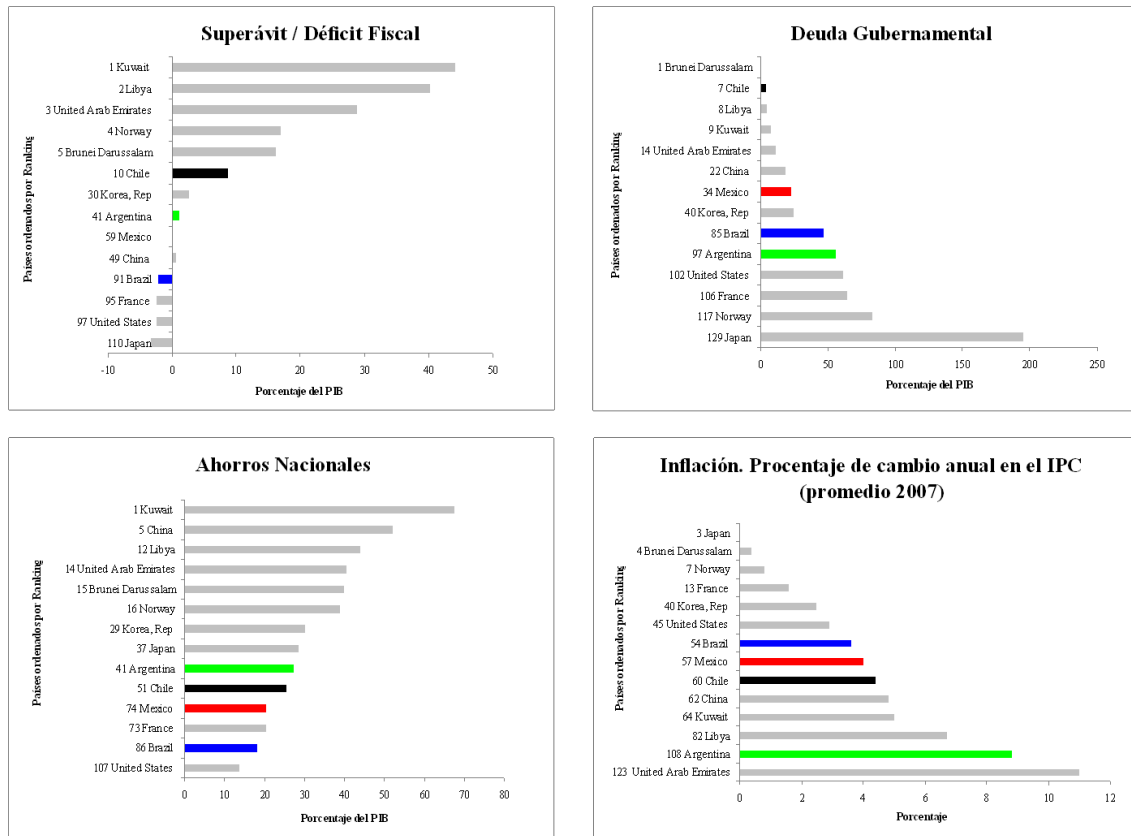 Superávit / Déficit Fiscal
Países ordenados por Ranking
1 Kuwait
2 Libya
3 United Arab Emirates
4 Norway
5 Brunei Darussalam
10 Chile
30 Korea, Rep
41 Argentina
59 Mexico
49 China
91 Brazil
95 France
97 United States
110 Japan
-10 0 10 20 30 40 50
Porcentaje del PIB
Deuda Gubernamental
Países ordenados por Ranking
1 Brunei Darussalam
7 Chile
8 Libya
9 Kuwait
14 United Arab Emirates
22 China
34 Mexico
40 Korea, Rep
85 Brazil
97 Argentina
102 United States
106 France
117 Norway
129 Japan
0 50 100 150 200 250
Porcentaje del PIB
Ahorros Nacionales
Países ordenados por Ranking
1 Kuwait
5 China
12 Libya
14 United Arab Emirates
15 Brunei Darussalam
16 Norway
29 Korea, Rep
37 Japan
41 Argentina
51 Chile
74 Mexico
73 France
86 Brazil
107 United States
0 10 20 30 40 50 60 70 80
Porcentaje del PIB
Inflación. Procentaje de cambio anual en el IPC
(promedio 2007)
Países ordenados por Ranking
3 Japan
4 Brunei Darussalam
7 Norway
13 France
40 Korea, Rep
45 United States
54 Brazil
57 Mexico
60 Chile
62 China
64 Kuwait
82 Libya
108 Argentina
123 United Arab Emirates
0 2 4 6 8 10 12
Porcentaje